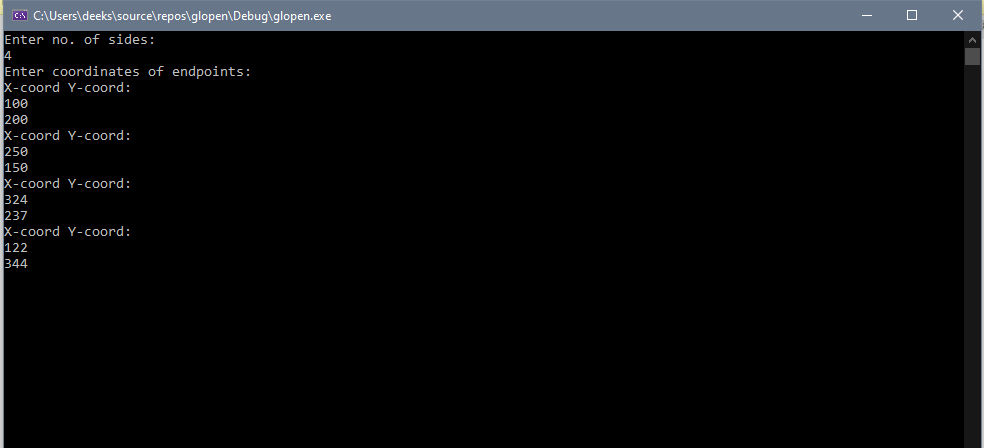 C:\Users\deeks\source\repos\glopen\Debug\glopen.exe
Enter no. of sides:
4
Enter coordinates of endpoints:
X-coord Y-coord:
100
200
X-coord Y-coord:
250
150
X-coord Y-coord:
324
237
X-coord Y-coord:
122
344